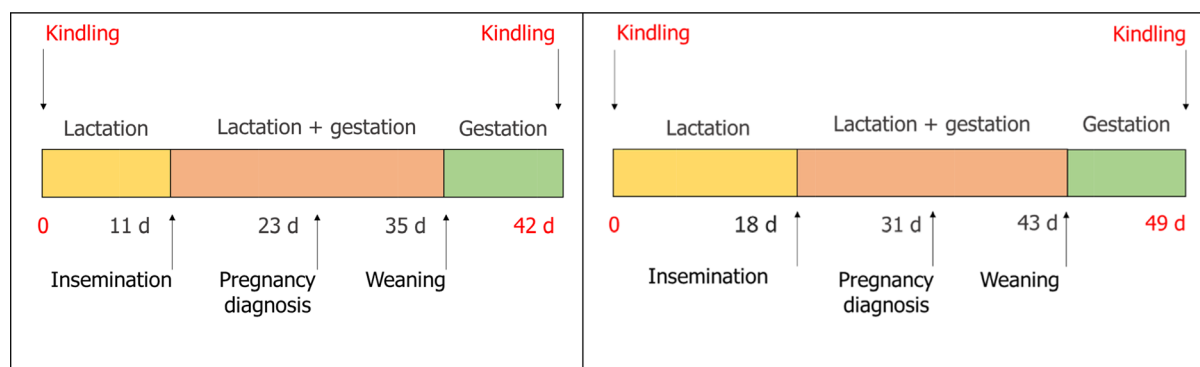 Kindling Kindling
Lactation Lactation + gestation Gestation
0 11 d 23 d 35 d 42 d
Insemination Pregnancy diagnosis Weaning
Kindling Kindling
Lactation Lactation + gestation Gestation
0 18 d 31 d 43 d 49 d
Insemination Pregnancy diagnosis Weaning